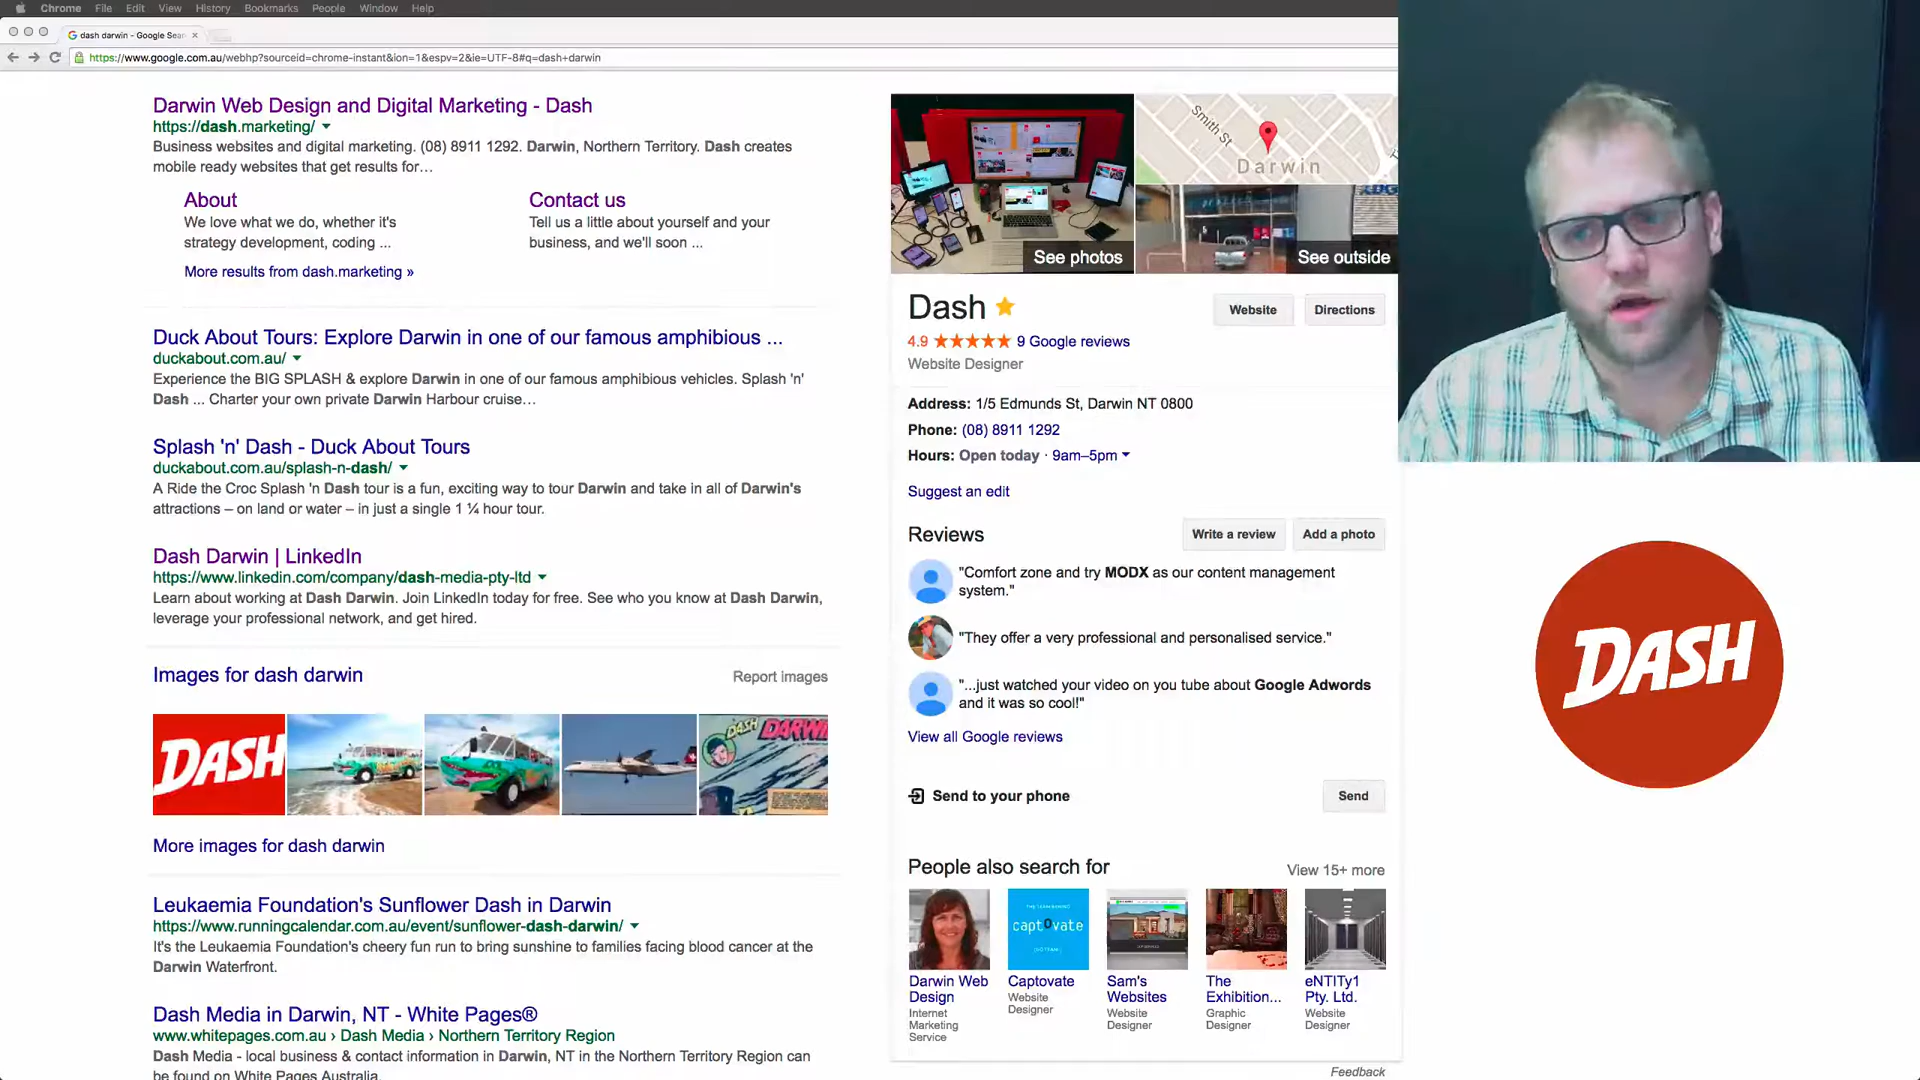 Chrome File Edit View History Bookmarks People Window Help
dash darwin - Google Sear
https://www.google.com.au/webhp?sourceid=chrome-instant&ion=1&espv=2&ie=UTF-8#q=dash+darwin
Darwin Web Design and Digital Marketing - Dash
https://dash.marketing/
Business websites and digital marketing. (08) 8911 1292. Darwin, Northern Territory. Dash creates
mobile ready websites that get results for…
About
We love what we do, whether it's
strategy development, coding ...
Contact us
Tell us a little about yourself and your
business, and we'll soon ...
More results from dash.marketing »
Duck About Tours: Explore Darwin in one of our famous amphibious ...
duckabout.com.au/
Experience the BIG SPLASH & explore Darwin in one of our famous amphibious vehicles. Splash 'n'
Dash ... Charter your own private Darwin Harbour cruise…
Splash 'n' Dash - Duck About Tours
duckabout.com.au/splash-n-dash/
A Ride the Croc Splash 'n Dash tour is a fun, exciting way to tour Darwin and take in all of Darwin's
attractions – on land or water – in just a single 1 ¼ hour tour.
Dash Darwin | LinkedIn
https://www.linkedin.com/company/dash-media-pty-ltd
Learn about working at Dash Darwin. Join LinkedIn today for free. See who you know at Dash Darwin,
leverage your professional network, and get hired.
Images for dash darwin
Report images
DASH
DASH DARWIN
More images for dash darwin
Leukaemia Foundation's Sunflower Dash in Darwin
https://www.runningcalendar.com.au/event/sunflower-dash-darwin/
It's the Leukaemia Foundation's cheery fun run to bring sunshine to families facing blood cancer at the
Darwin Waterfront.
Dash Media in Darwin, NT - White Pages®
www.whitepages.com.au › Dash Media › Northern Territory Region
Dash Media - local business & contact information in Darwin, NT in the Northern Territory Region can
be found on White Pages Australia.
Smith St
Darwin
See photos
See outside
Dash
Website
Directions
4.9 9 Google reviews
Website Designer
Address: 1/5 Edmunds St, Darwin NT 0800
Phone: (08) 8911 1292
Hours: Open today · 9am–5pm
Suggest an edit
Reviews
Write a review
Add a photo
"Comfort zone and try MODX as our content management
system."
"They offer a very professional and personalised service."
"...just watched your video on you tube about Google Adwords
and it was so cool!"
View all Google reviews
Send to your phone
Send
People also search for
View 15+ more
captovate
Darwin Web
Design
Internet
Marketing
Service
Captovate
Website
Designer
Sam's
Websites
Website
Designer
The
Exhibition...
Graphic
Designer
eNTITy1
Pty. Ltd.
Website
Designer
Feedback
DASH